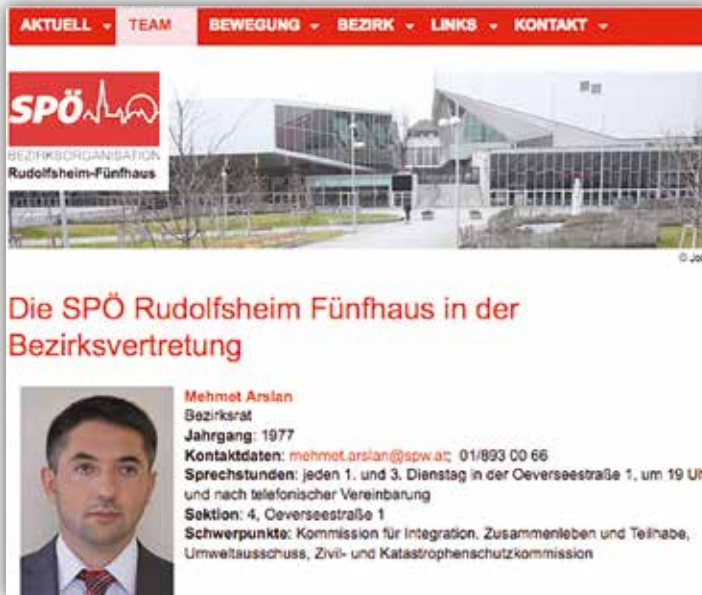 AKTUELL TEAM BEWEGUNG BEZIRK LINKS KONTAKT
SPÖ
BEZIRKSORGANISATION
Rudolfsheim-Fünfhaus
©
Die SPÖ Rudolfsheim Fünfhaus in der
Bezirksvertretung
Mehmet Arslan
Bezirksrat
Jahrgang: 1977
Kontaktdaten: mehmet.arslan@spw.at; 01/893 00 66
Sprechstunden: jeden 1. und 3. Dienstag in der Oeverseestraße 1, um 19
und nach telefonischer Vereinbarung
Sektion: 4, Oeverseestraße 1
Schwerpunkte: Kommission für Integration, Zusammenleben und Teilhabe,
Umweltausschuss, Zivil- und Katastrophenschutzkommission